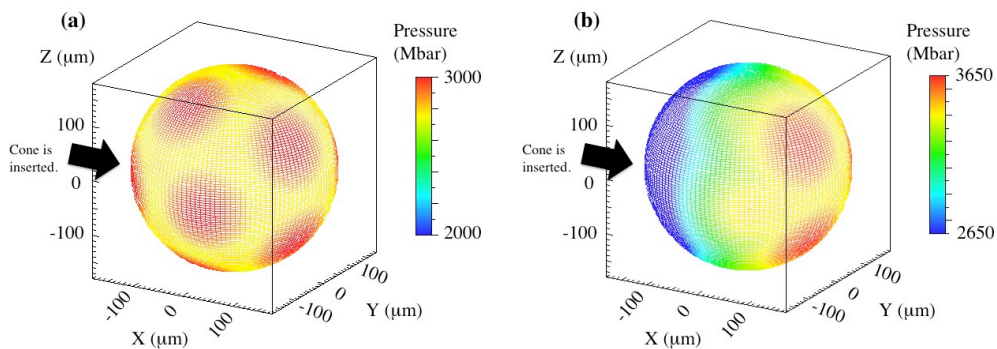 (a)
Pressure
(Mbar)
Z (μm)
3000
100
Cone is
inserted.
0
-100
2000
-100
0
100
X (μm)
-100
0
100
Y (μm)
(b)
Pressure
(Mbar)
Z (μm)
3650
100
Cone is
inserted.
0
-100
2650
-100
0
100
X (μm)
-100
0
100
Y (μm)